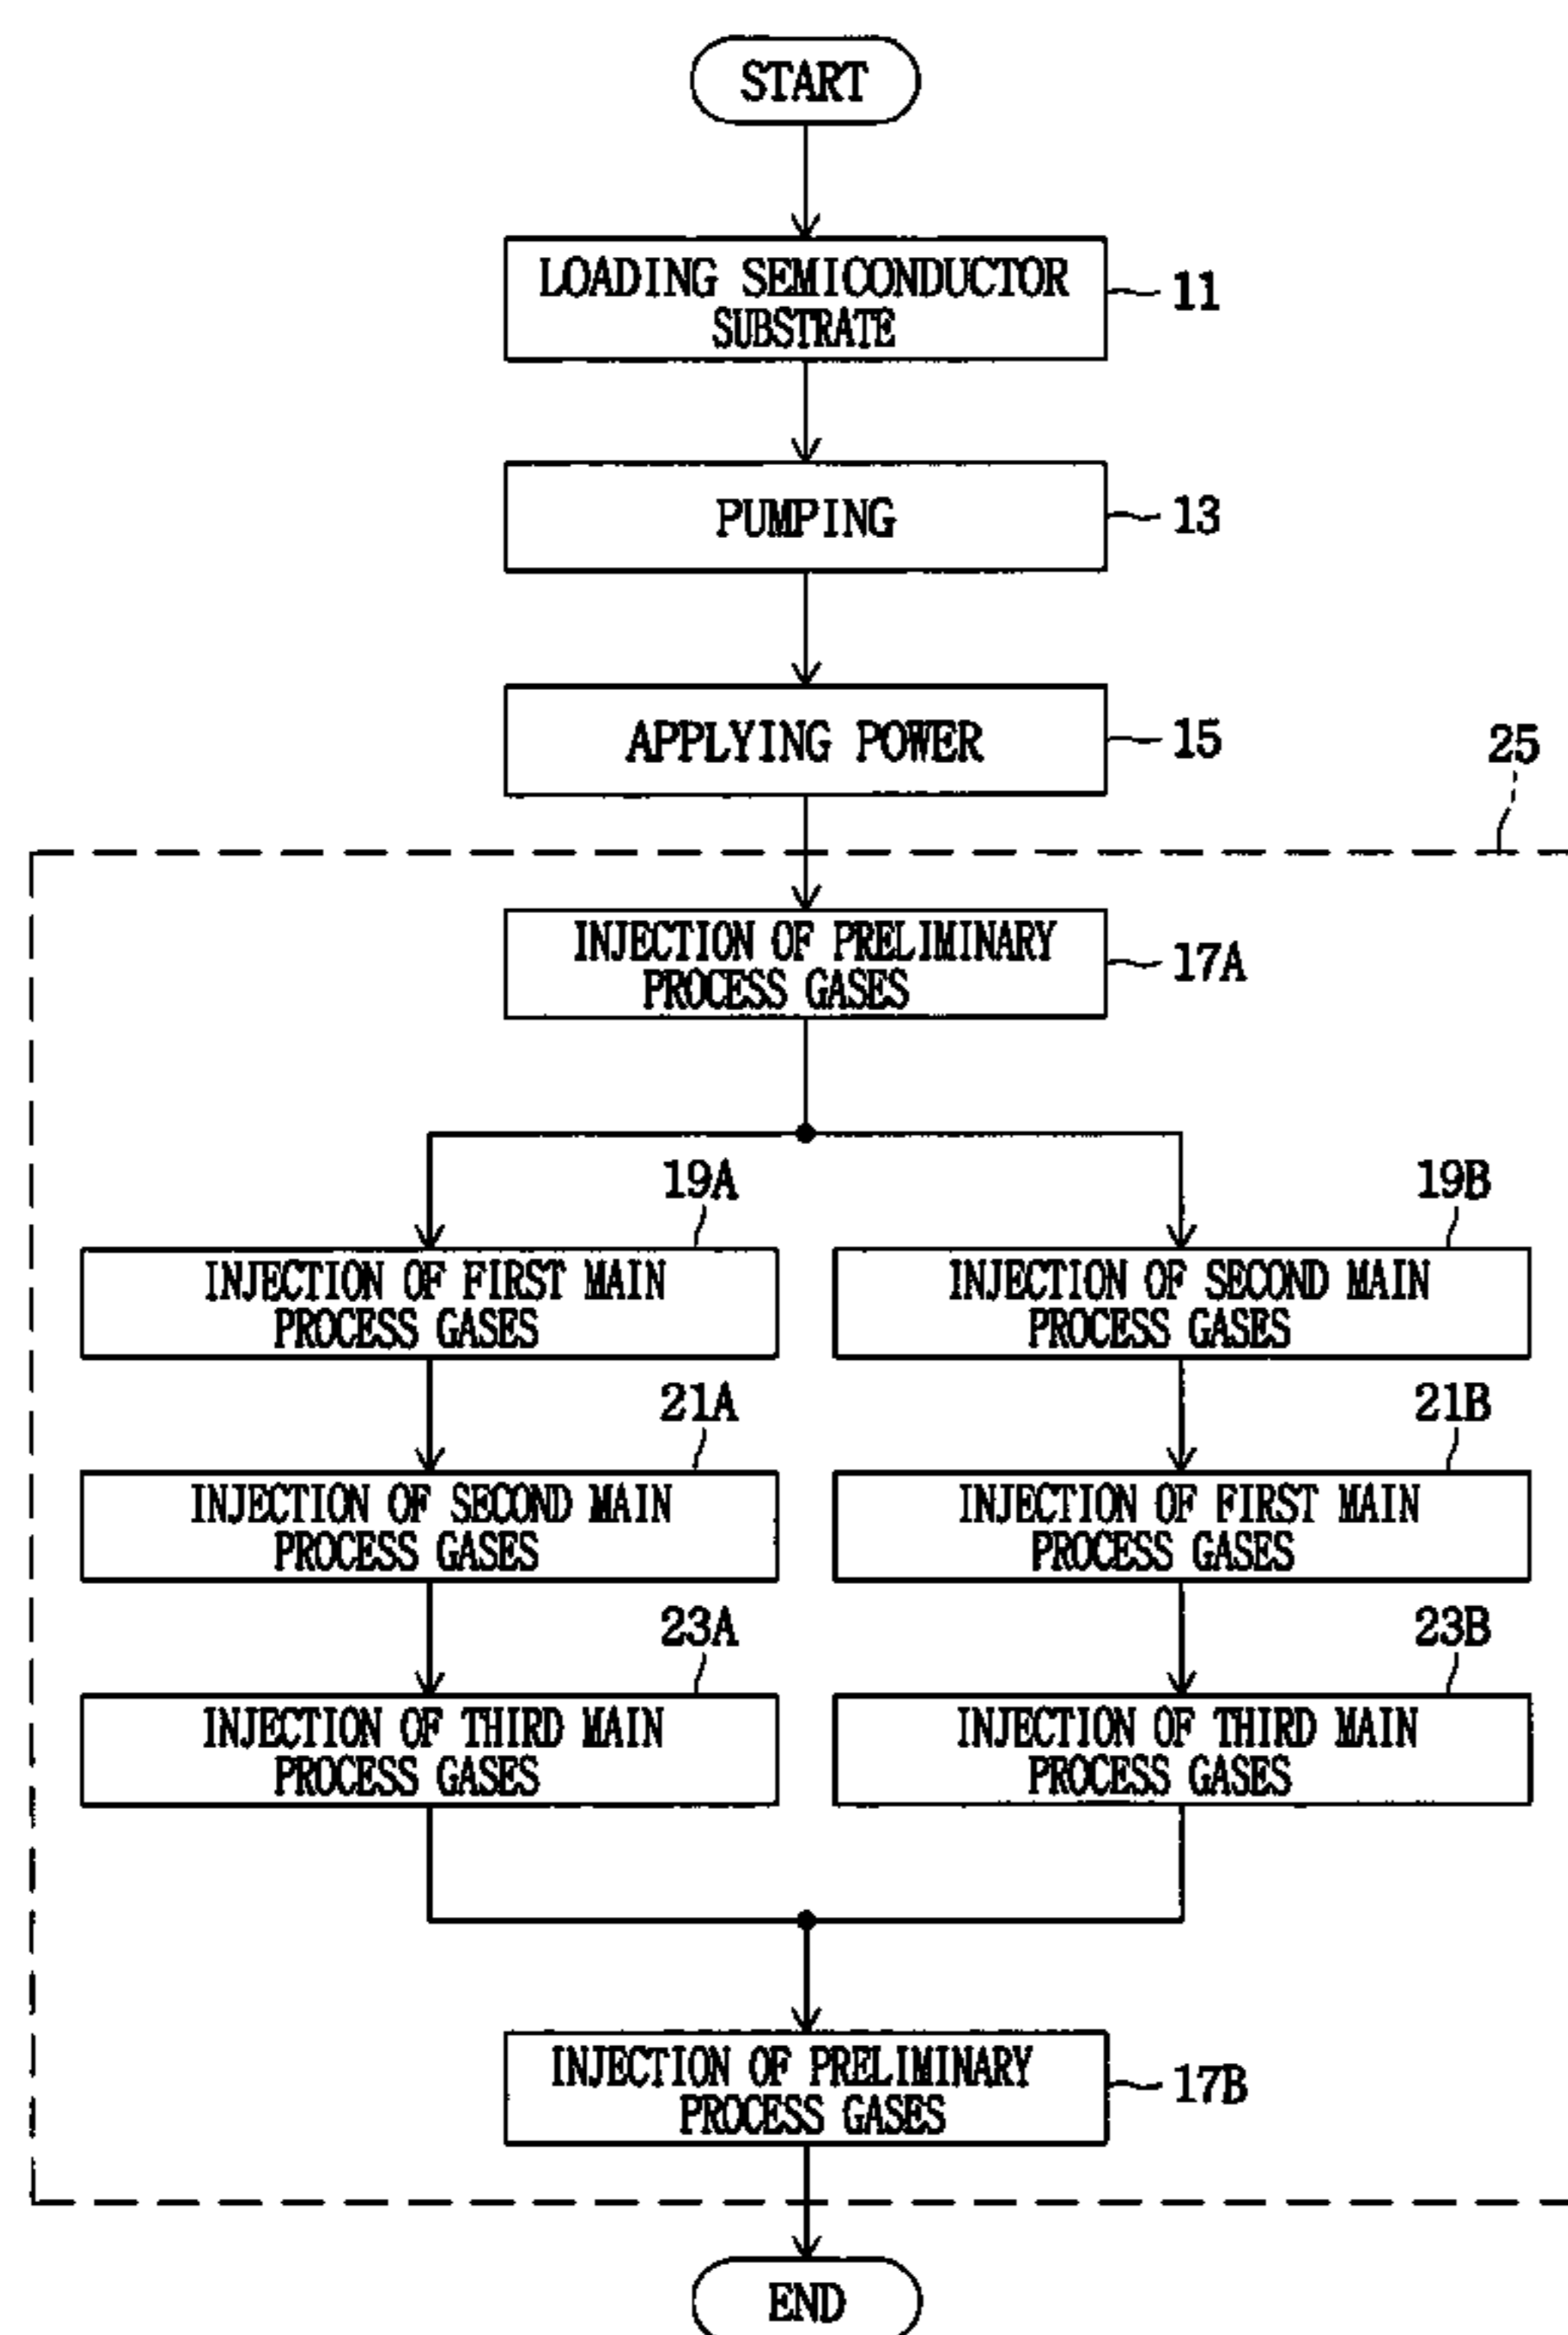 START
LOADING SEMICONDUCTOR
SUBSTRATE
11
PUMPING
13
APPLYING POWER
15
25
INJECTION OF PRELIMINARY
PROCESS GASES
17A
19A
INJECTION OF FIRST MAIN
PROCESS GASES
19B
INJECTION OF SECOND MAIN
PROCESS GASES
21A
INJECTION OF SECOND MAIN
PROCESS GASES
21B
INJECTION OF FIRST MAIN
PROCESS GASES
23A
INJECTION OF THIRD MAIN
PROCESS GASES
23B
INJECTION OF THIRD MAIN
PROCESS GASES
INJECTION OF PRELIMINARY
PROCESS GASES
17B
END